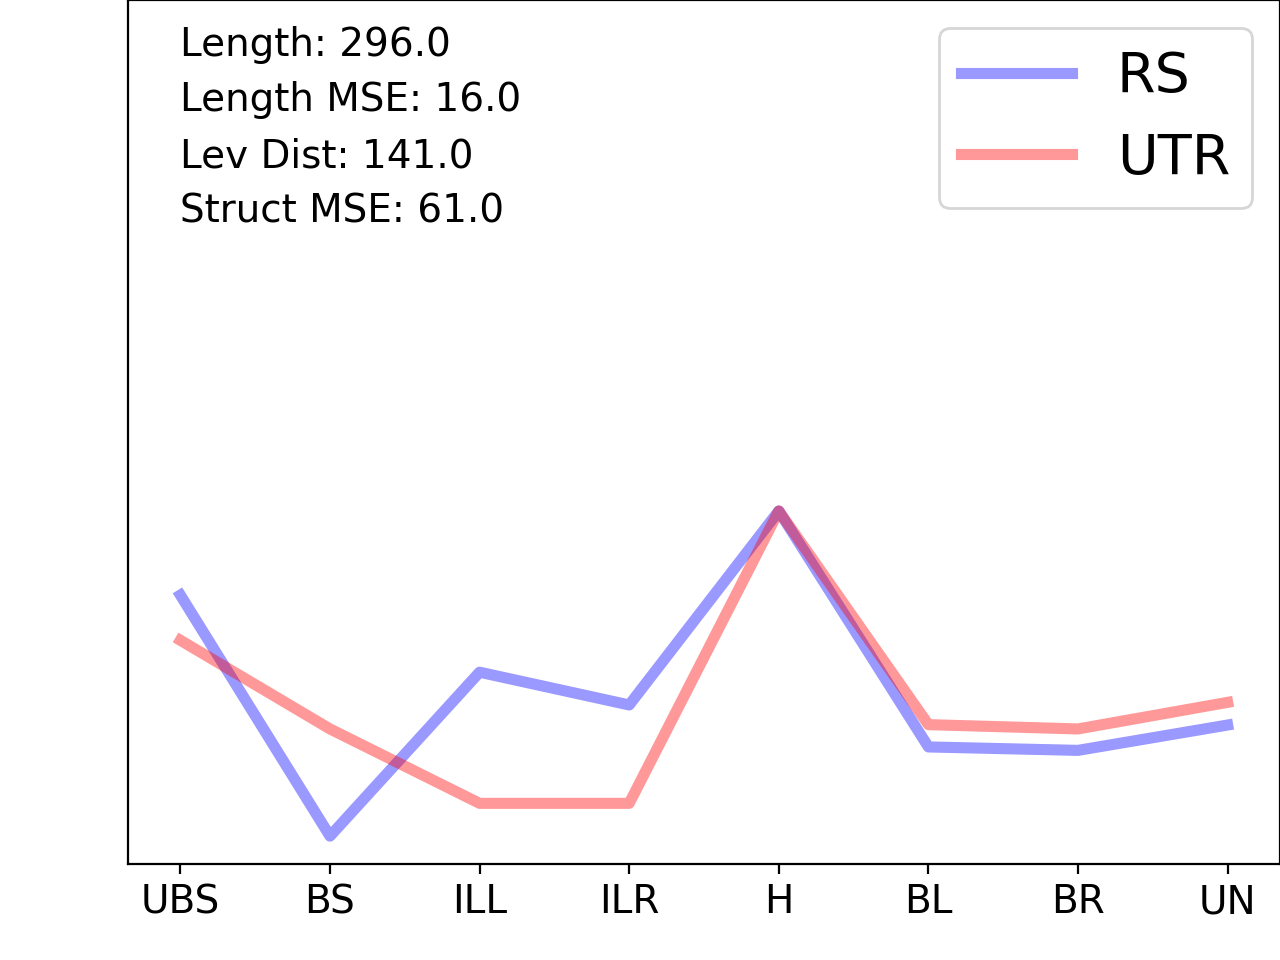 Length: 296.0
Length MSE: 16.0
Lev Dist: 141.0
Struct MSE: 61.0
RS
UTR
UBS BS ILL ILR H BL BR UN